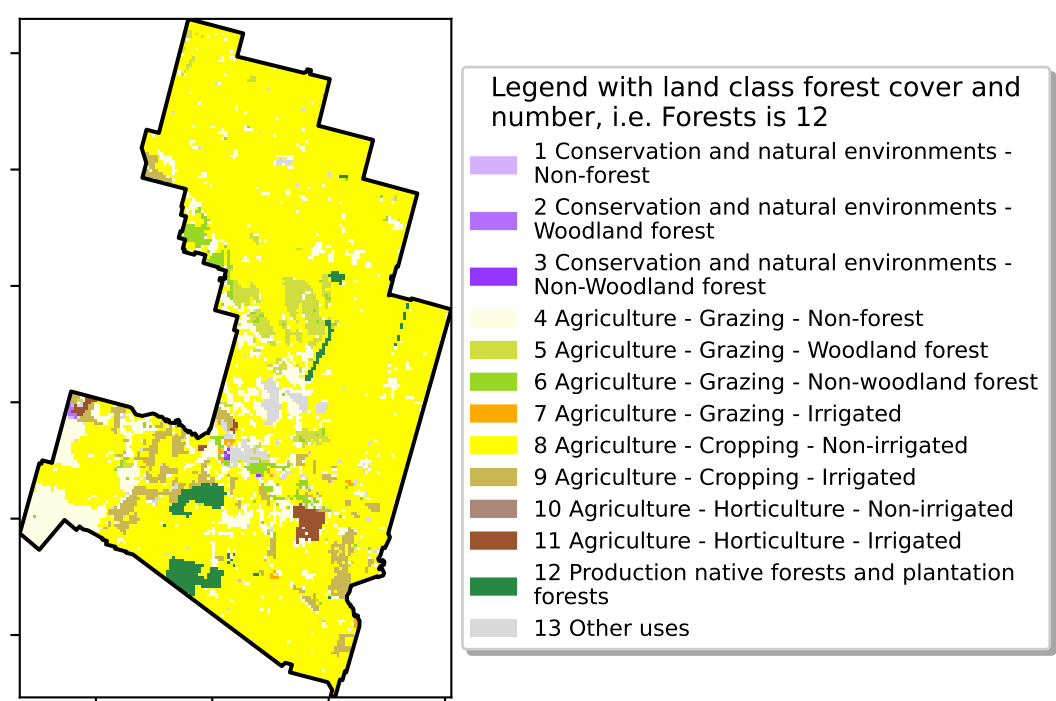 Legend with land class forest cover and
number, i.e. Forests is 12
1 Conservation and natural environments -
Non-forest
2 Conservation and natural environments -
Woodland forest
3 Conservation and natural environments -
Non-Woodland forest
4 Agriculture - Grazing - Non-forest
5 Agriculture - Grazing - Woodland forest
6 Agriculture - Grazing - Non-woodland forest
7 Agriculture - Grazing - Irrigated
8 Agriculture - Cropping - Non-irrigated
9 Agriculture - Cropping - Irrigated
10 Agriculture - Horticulture - Non-irrigated
11 Agriculture - Horticulture - Irrigated
12 Production native forests and plantation
forests
13 Other uses